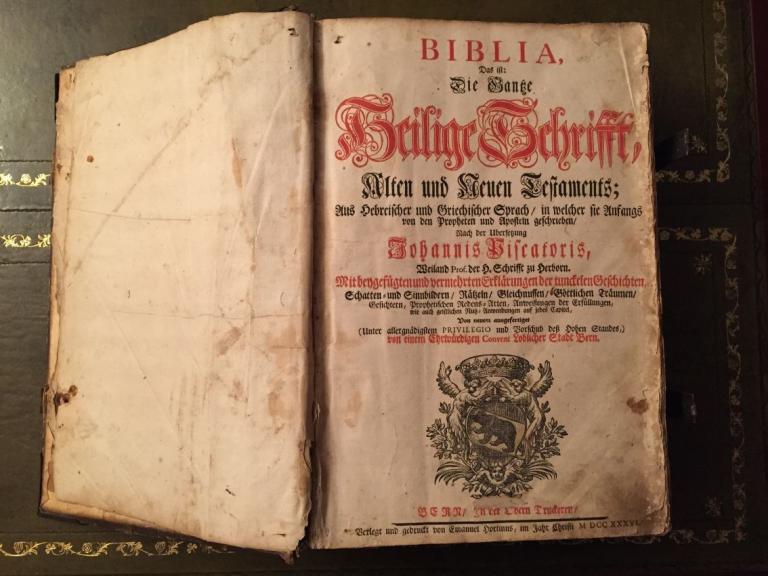 BIBLIA,
Das ist:
Die Gantze
Heilige Schrifft,
Alten und Neuen Testaments;
Aus Hebreischer und Griechischer Sprach/ in welcher sie Anfangs
von den Propheten und Aposteln geschrieben/
Nach der Ubersetzung
Johannis Piscatoris,
Weiland Prof. der H. Schrifft zu Herborn.
Mit beygefügten und vermehrten Erklärungen der tunckelen Geschichten,
Schatten- und Sinnbildern/ Rätzeln/ Gleichnussen/ Göttlichen Träumen/
Gesichtern, Prophetischen Redens-Arten, Anweisungen der Erfüllungen,
wie auch geistlichen Nutz-Anwendungen auf jedes Capitel,
Von neuem ausgefertiget
(Unter allergnädigstem PRIVILEGIO und Vorschub deß Hohen Standes,)
von einem Ehrwürdigen Convent Loblicher Stadt Bern.
BERN/ In der Obern Truckerey/
Verlegt und gedruckt von Emanuel Hortinus, im Jahr Christi M DCC XXXVI.